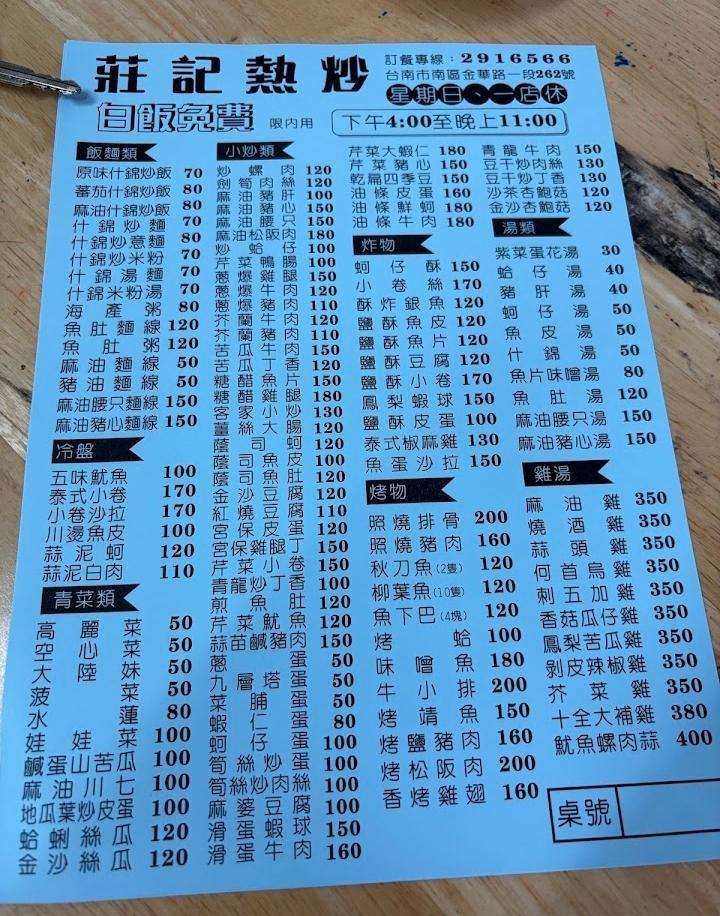 莊記熱炒
訂餐專線：2916566
台南市南區金華路一段262號
星期日、一店休
白飯免費 限內用
下午4:00至晚上11:00
飯麵類
原味什錦炒飯 70
蕃茄什錦炒飯 80
麻油什錦炒飯 80
什錦炒麵 70
什錦炒意麵 80
什錦炒米粉 70
什錦湯麵 70
什錦米粉湯 70
海產粥 80
魚肚麵線 120
魚肚粥 120
麻油麵線 50
豬油麵線 50
麻油腰只麵線 150
麻油豬心麵線 150
冷盤
五味魷魚 100
泰式小卷 170
小卷沙拉 170
川燙魚皮 100
蒜泥蚵 120
蒜泥白肉 110
青菜類
高麗菜 50
空心菜 50
大陸妹 50
菠菜 50
水蓮 80
娃娃菜 100
鹹蛋山苦瓜 100
麻油川七 100
地瓜葉炒皮蛋 100
蛤蜊絲瓜 120
金沙絲瓜 120
小炒類
炒螺肉 120
劍筍肉絲 120
麻油豬肝 100
麻油豬心 150
麻油腰只 150
麻油松阪肉 180
炒蛤仔 100
芹菜鴨腸 100
蔥爆雞腿 150
蔥爆牛肉 120
蔥爆豬肉 110
芥蘭牛肉 120
芥蘭豬肉 110
苦瓜牛肉 150
苦瓜丁香 120
糖醋魚片 150
糖醋雞腿 180
客家小炒 130
薑絲大腸 120
蔭司蚵 120
蔭司魚皮 100
蔭司魚肚 120
金沙豆腐 120
紅燒豆腐 110
宮保皮蛋 120
宮保雞腿丁 150
芹菜小卷 150
青龍炒丁香 100
煎魚肚 120
芹菜魷魚 120
蒜苗鹹豬肉 150
蔥蛋 50
九層塔蛋 50
菜脯蛋 50
蝦仁蛋 80
蚵仔蛋 100
筍絲炒蛋 100
筍絲炒肉絲 100
麻婆豆腐 100
滑蛋蝦球 150
滑蛋牛肉 160
芹菜大蝦仁 180
芹菜豬心 150
乾扁四季豆 150
油條皮蛋 160
油條鮮蚵 180
油條牛肉 180
炸物
蚵仔酥 150
小卷絲 170
酥炸銀魚 120
鹽酥魚皮 120
鹽酥魚片 120
鹽酥豆腐 120
鹽酥小卷 170
鳳梨蝦球 150
鹽酥皮蛋 100
泰式椒麻雞 130
魚蛋沙拉 150
烤物
照燒排骨 200
照燒豬肉 160
秋刀魚(2隻) 120
柳葉魚(10隻) 120
魚下巴(4塊) 120
烤蛤 100
味噌魚 180
牛小排 200
烤靖魚 150
烤鹽豬肉 160
烤松阪肉 200
香烤雞翅 160
青龍牛肉 150
豆干炒肉絲 130
豆干炒丁香 130
沙茶杏鮑菇 120
金沙杏鮑菇 120
湯類
紫菜蛋花湯 30
蛤仔湯 40
豬肝湯 40
蚵仔湯 50
魚皮湯 50
什錦湯 50
魚片味噌湯 80
魚肚湯 120
麻油腰只湯 150
麻油豬心湯 150
雞湯
麻油雞 350
燒酒雞 350
蒜頭雞 350
何首烏雞 350
刺五加雞 350
香菇瓜仔雞 350
鳳梨苦瓜雞 350
剝皮辣椒雞 350
芥菜雞 350
十全大補雞 380
魷魚螺肉蒜 400
桌號